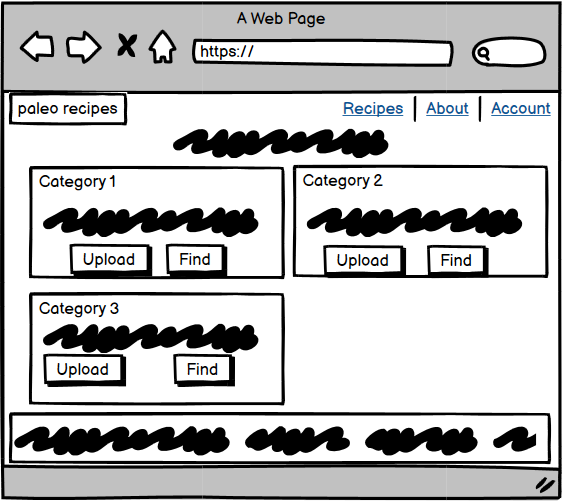 A Web Page
https://
paleo recipes
Recipes About Account
Category 1
Upload Find
Category 2
Upload Find
Category 3
Upload Find